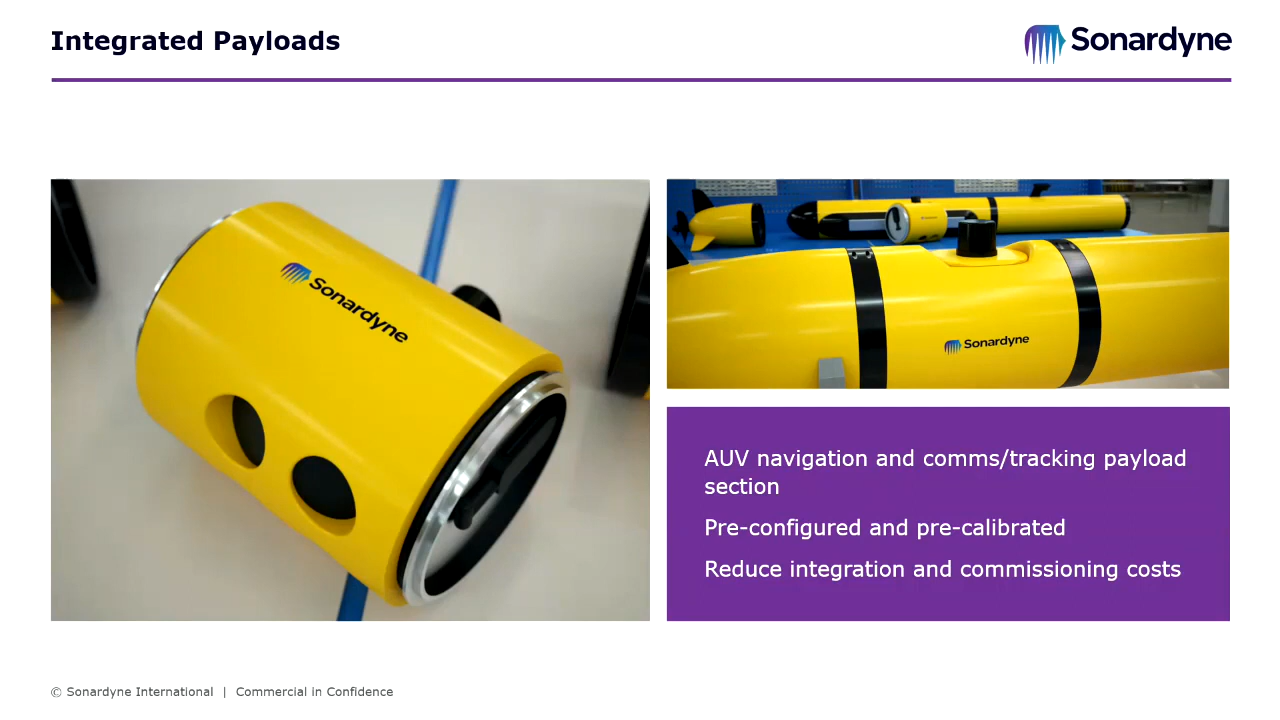 Integrated Payloads
Sonardyne
Sonardyne
Sonardyne
AUV navigation and comms/tracking payload
section
Pre-configured and pre-calibrated
Reduce integration and commissioning costs
© Sonardyne International | Commercial in Confidence